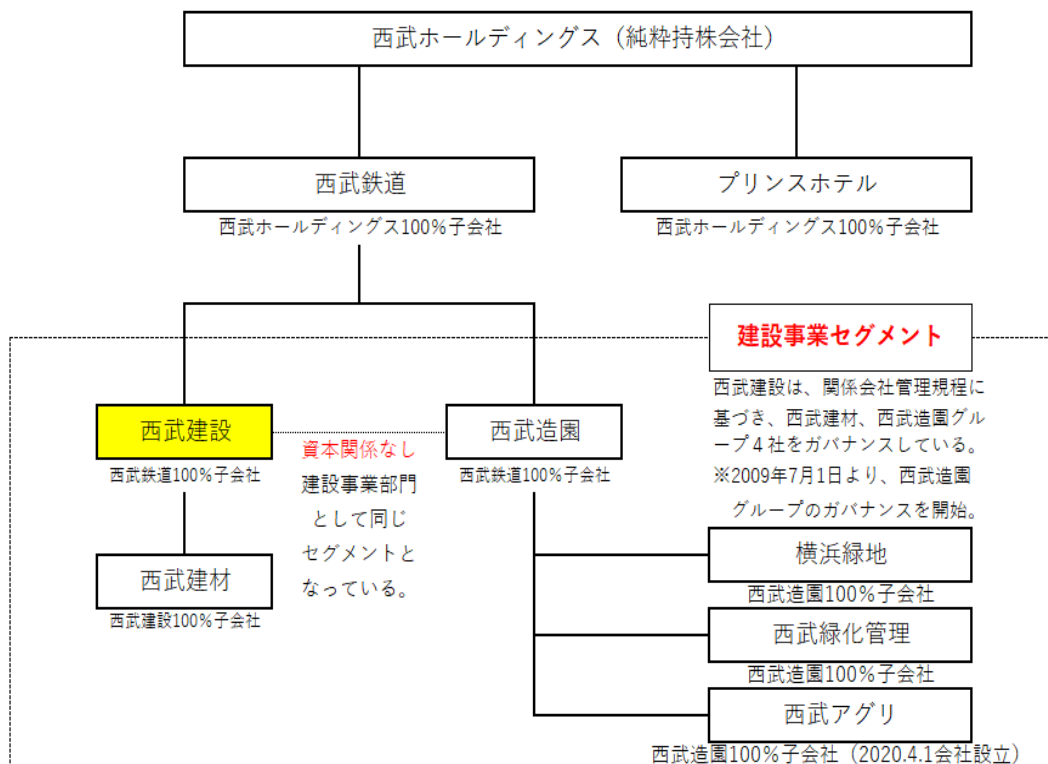 西武ホールディングス（純粋持株会社）
西武鉄道
プリンスホテル
西武ホールディングス100％子会社
西武ホールディングス100％子会社
建設事業セグメント
西武建設は、関係会社管理規程に
基づき、西武建材、西武造園グルー
プ４社をガバナンスしている。
※2009年7月1日より、西武造園
グループのガバナンスを開始。
西武建設
西武鉄道100％子会社
資本関係なし
建設事業部門
として同じ
セグメントと
なっている。
西武造園
西武鉄道100％子会社
西武建材
西武建設100％子会社
横浜緑地
西武造園100％子会社
西武緑化管理
西武造園100％子会社
西武アグリ
西武造園100％子会社（2020.4.1会社設立）